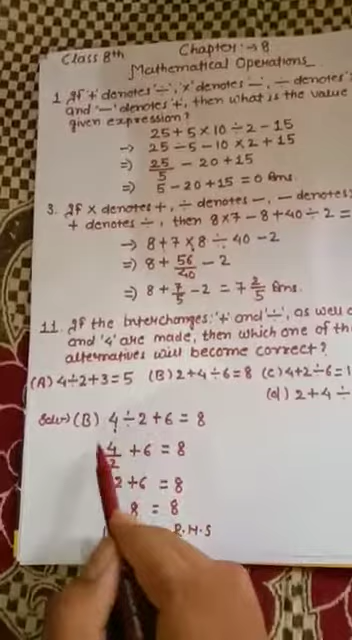 Class 8th Chapter:→ 8
Mathematical Operations
1. If '+' denotes '÷', 'x' denotes '−', '÷' denotes
and '−' denotes '+', then what is the value
given expression?
25+5×10÷2−15
→ 25÷5−10×2+15
⇒ 25/5 −20+15
⇒ 5−20+15=0 Ans.
3. If × denotes +, ÷ denotes −, − denotes
+ denotes ÷, then 8×7−8+40÷2=
→ 8+7×8÷40−2
⇒ 8+56/40−2
⇒ 8+7/5−2=7 2/5 Ans.
11. If the Interchanges: '+' and '÷', as well
and '4' are made, then which one of th
alternatives will become correct?
(A) 4÷2+3=5 (B) 2+4÷6=8 (C) 4+2÷6=1
(d) 2+4÷
Soln→ (B) 4÷2+6=8
4/2 +6=8
2+6=8
8=8
R.H.S